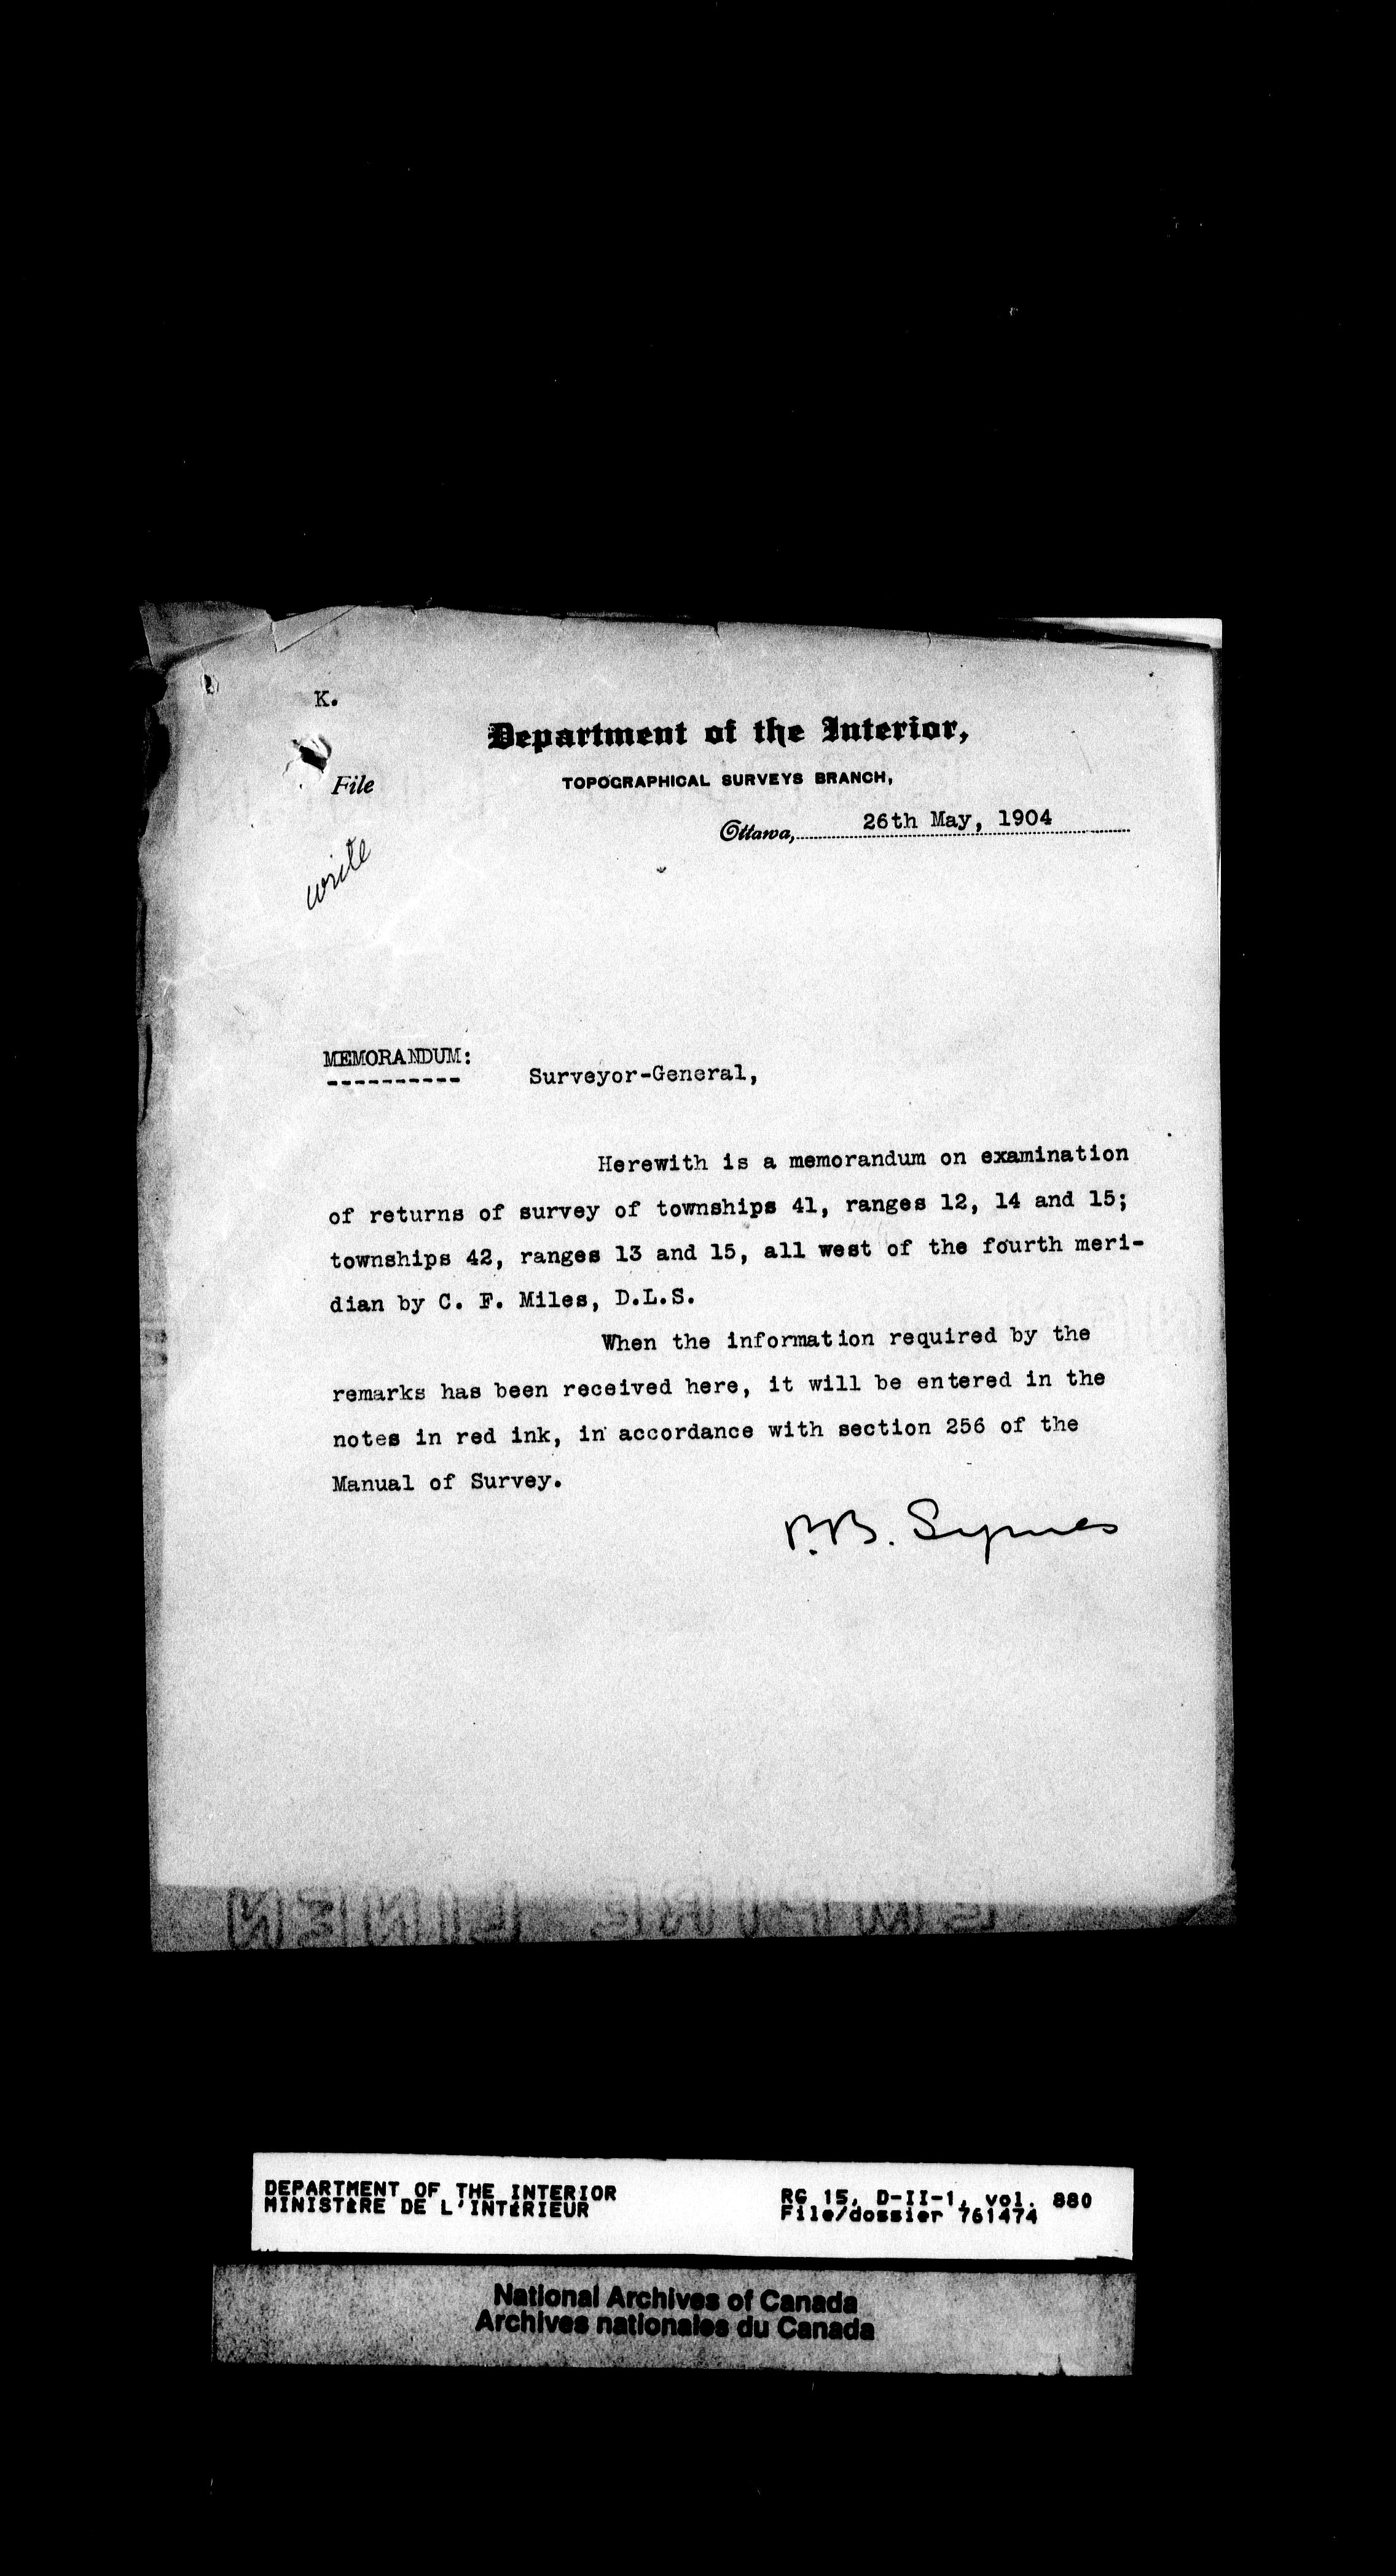 K.
Department of the Interior,
File
TOPOGRAPHICAL SURVEYS BRANCH,
Ottawa, 26th May, 1904
write
MEMORANDUM:
----------
Surveyor-General,
Herewith is a memorandum on examination
of returns of survey of townships 41, ranges 12, 14 and 15;
townships 42, ranges 13 and 15, all west of the fourth meri-
dian by C. F. Miles, D.L.S.
When the information required by the
remarks has been received here, it will be entered in the
notes in red ink, in accordance with section 256 of the
Manual of Survey.
P.B. Symes
DEPARTMENT OF THE INTERIOR
MINISTÈRE DE L'INTÉRIEUR
RG 15, D-II-1, vol. 880
File/dossier 761474
National Archives of Canada
Archives nationales du Canada